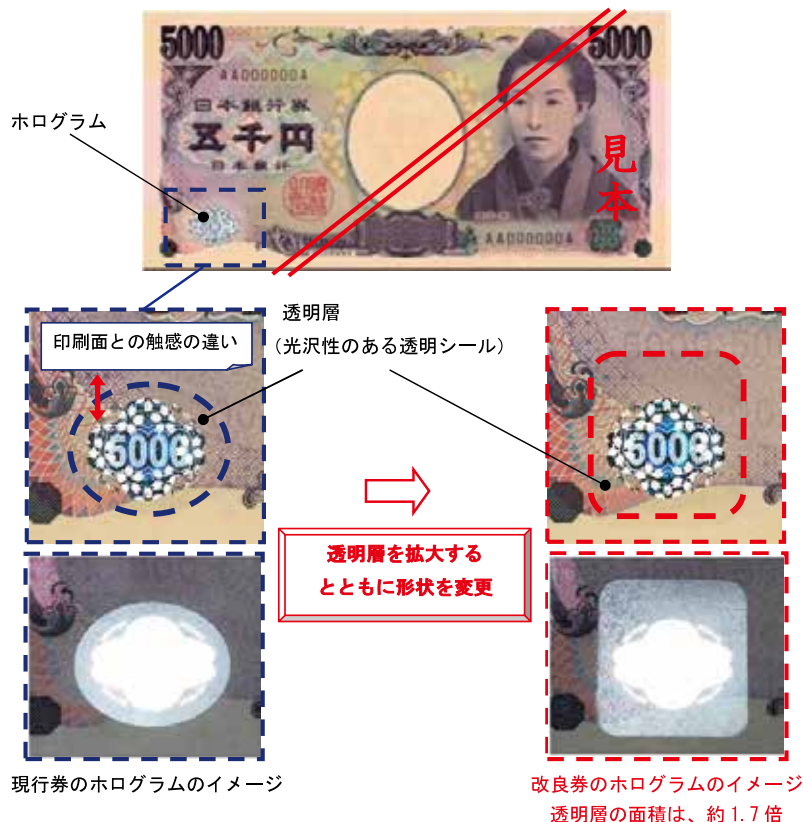 5000
5000
AA000000A
日本銀行券
五千円
日本銀行
見本
AA000000A
ホログラム
透明層
(光沢性のある透明シール)
印刷面との触感の違い
5000
5000
透明層を拡大する
とともに形状を変更
現行券のホログラムのイメージ
改良券のホログラムのイメージ
透明層の面積は、約1.7倍